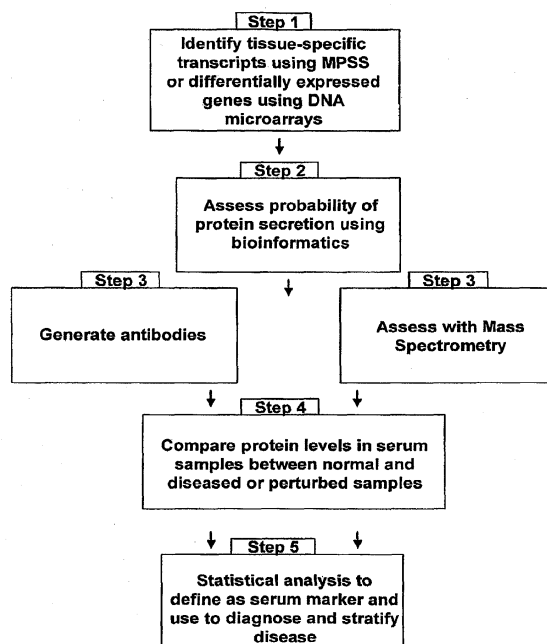 Step 1
Identify tissue-specific
transcripts using MPSS
or differentially expressed
genes using DNA
microarrays
Step 2
Assess probability of
protein secretion using
bioinformatics
Step 3
Generate antibodies
Step 3
Assess with Mass
Spectrometry
Step 4
Compare protein levels in serum
samples between normal and
diseased or perturbed samples
Step 5
Statistical analysis to
define as serum marker and
use to diagnose and stratify
disease